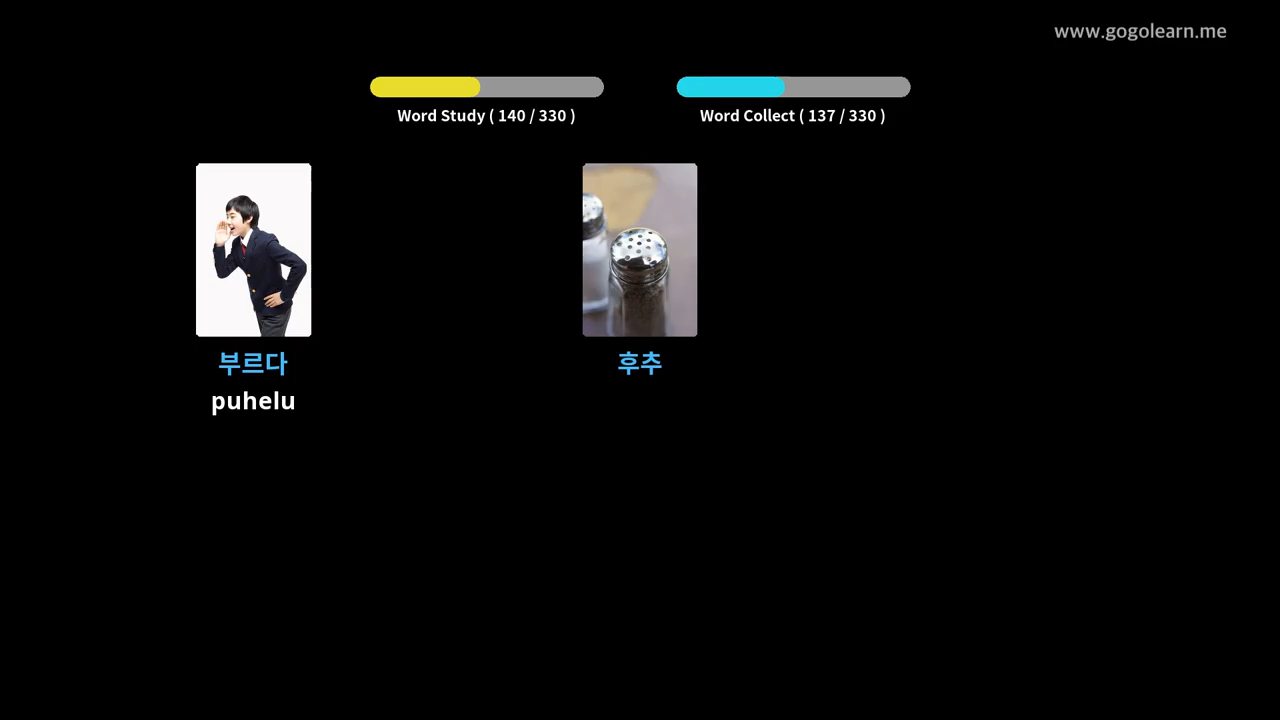 www.gogolearn.me
Word Study ( 140 / 330 )
Word Collect ( 137 / 330 )
부르다
puhelu
후추